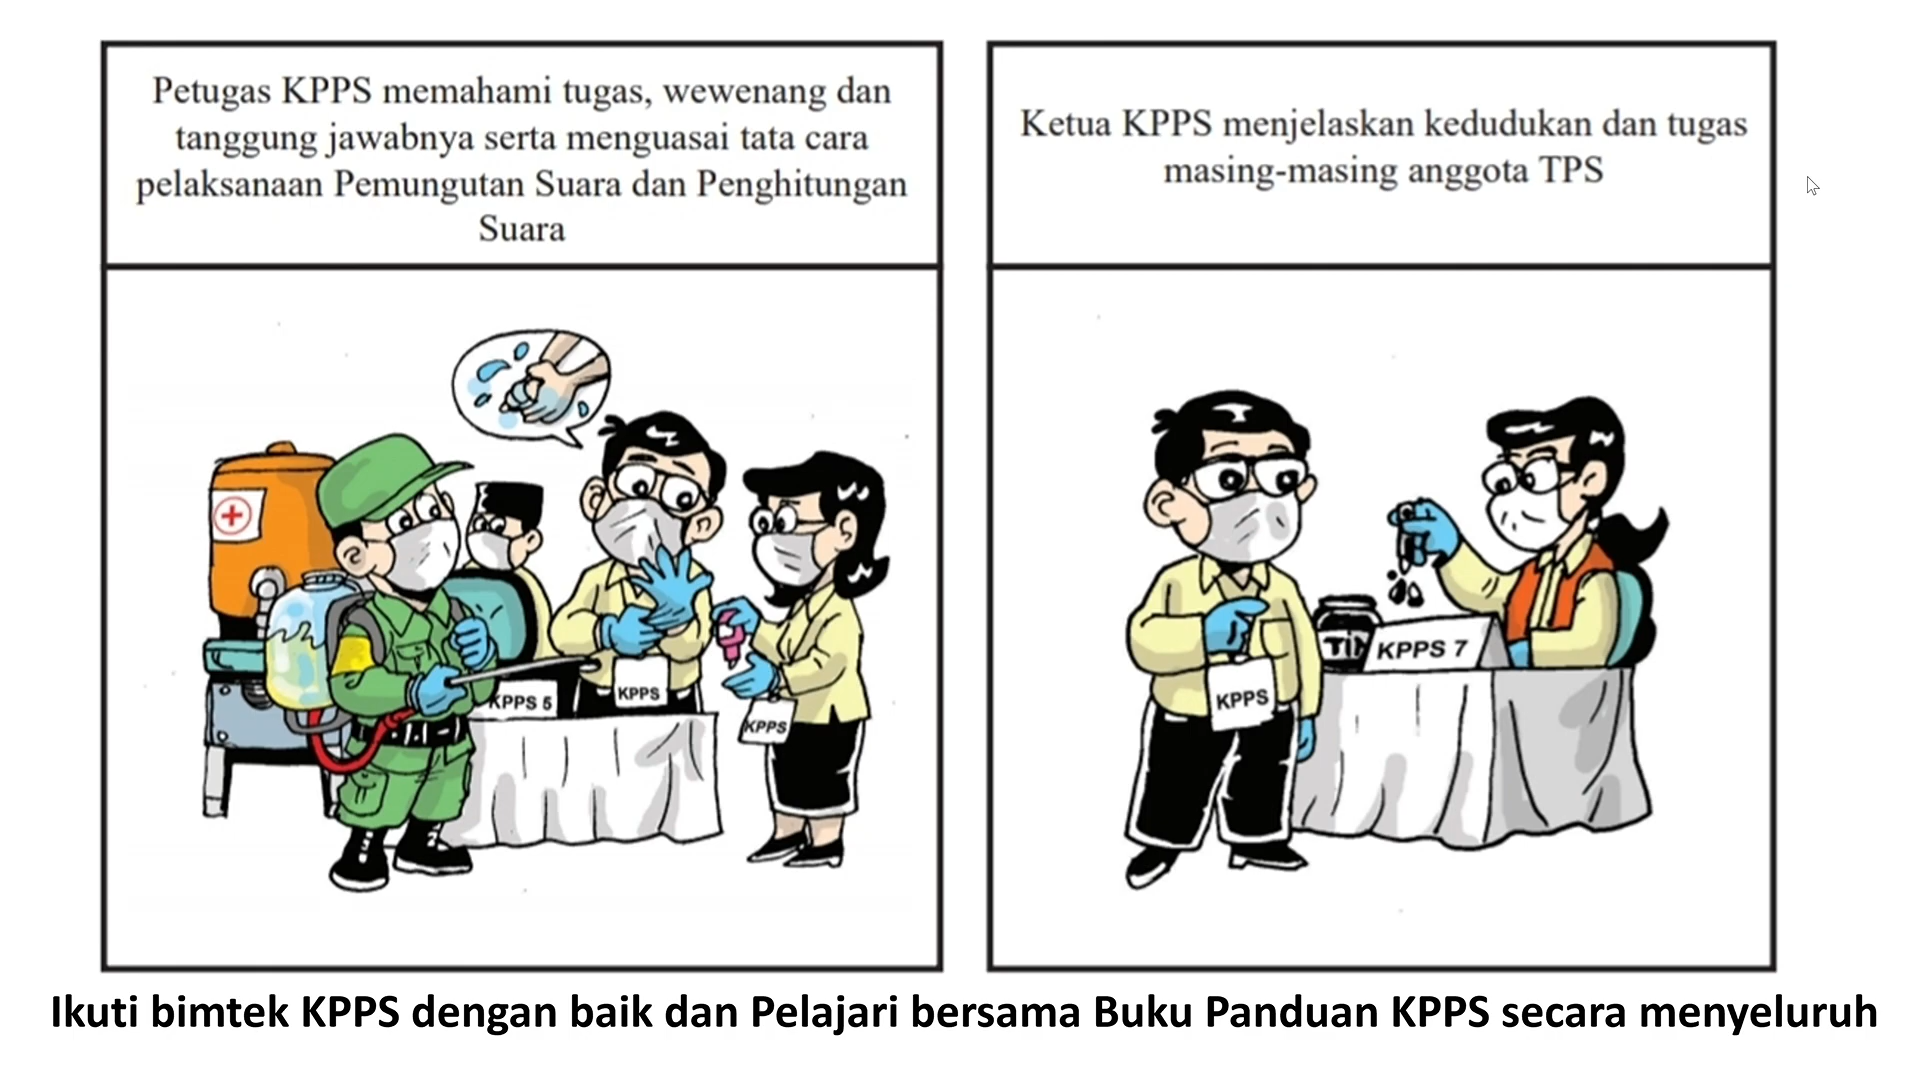 Petugas KPPS memahami tugas, wewenang dan
tanggung jawabnya serta menguasai tata cara
pelaksanaan Pemungutan Suara dan Penghitungan
Suara
Ketua KPPS menjelaskan kedudukan dan tugas
masing-masing anggota TPS
KPPS 5
KPPS
KPPS
KPPS
TIN
KPPS 7
Ikuti bimtek KPPS dengan baik dan Pelajari bersama Buku Panduan KPPS secara menyeluruh